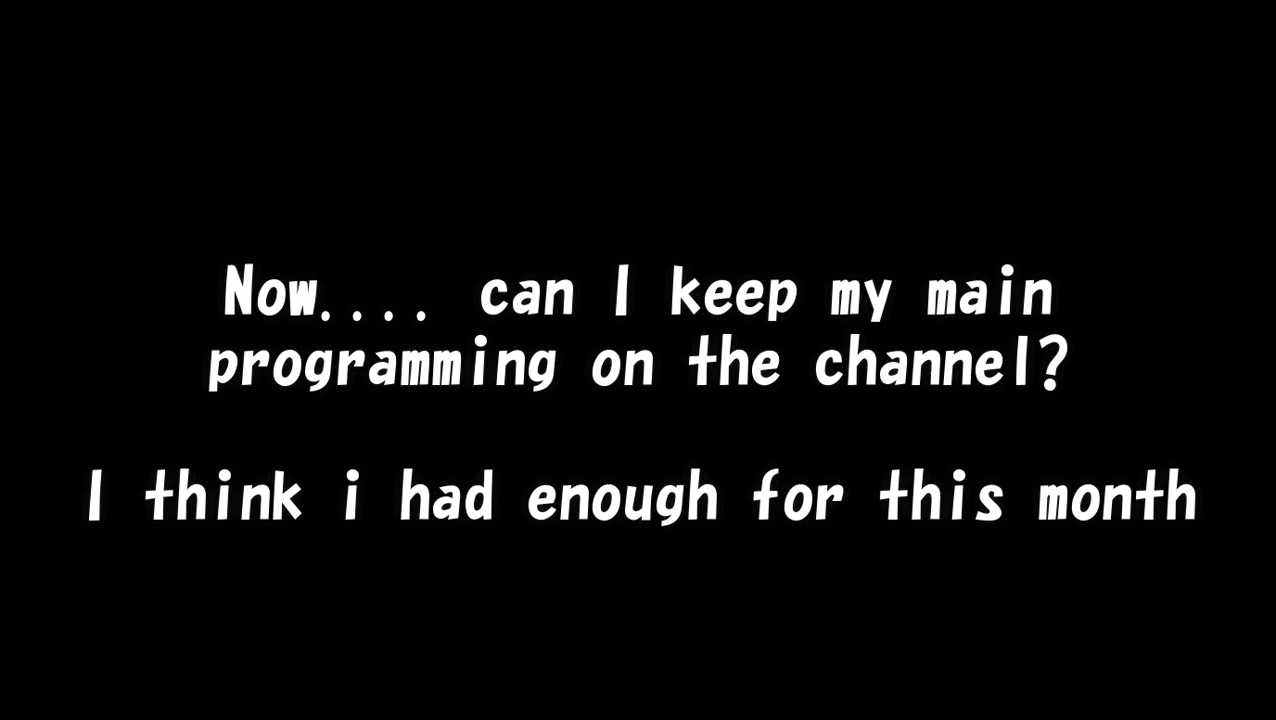 Now.... can I keep my main
programming on the channel?
I think i had enough for this month